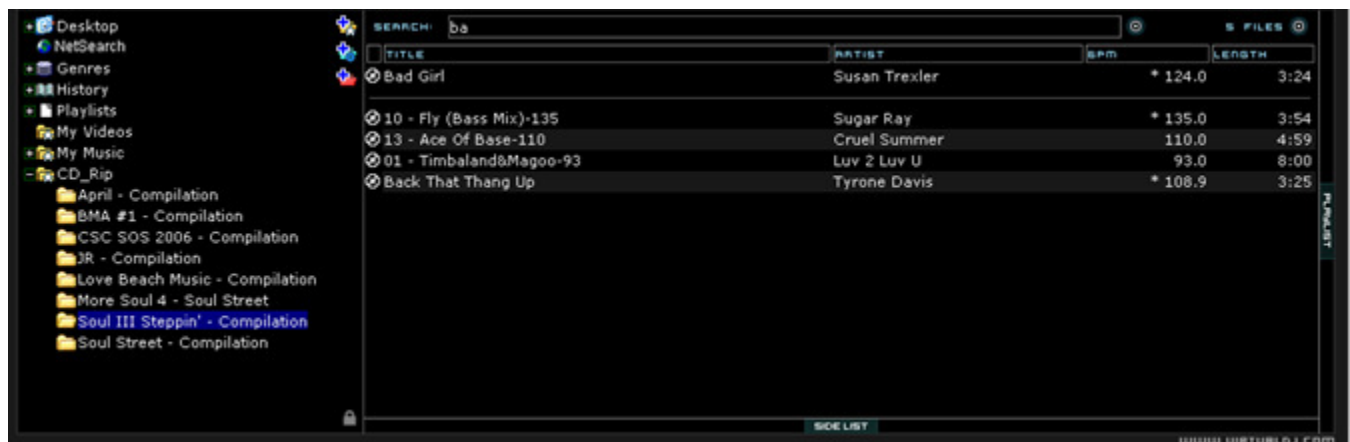 Desktop
NetSearch
Genres
History
Playlists
My Videos
My Music
CD_Rip
April - Compilation
BMA #1 - Compilation
CSC SOS 2006 - Compilation
JR - Compilation
Love Beach Music - Compilation
More Soul 4 - Soul Street
Soul III Steppin' - Compilation
Soul Street - Compilation
SEARCH: ba 5 FILES
TITLE ARTIST BPM LENGTH
Bad Girl Susan Trexler * 124.0 3:24
10 - Fly (Bass Mix)-135 Sugar Ray * 135.0 3:54
13 - Ace Of Base-110 Cruel Summer 110.0 4:59
01 - Timbaland&Magoo-93 Luv 2 Luv U 93.0 8:00
Back That Thang Up Tyrone Davis * 108.9 3:25
PLAYLIST
SIDE LIST